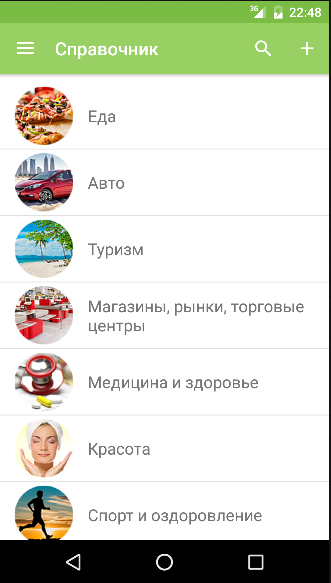 3G 22:48
Справочник
Еда
Авто
Туризм
Магазины, рынки, торговые
центры
Медицина и здоровье
Красота
Спорт и оздоровление